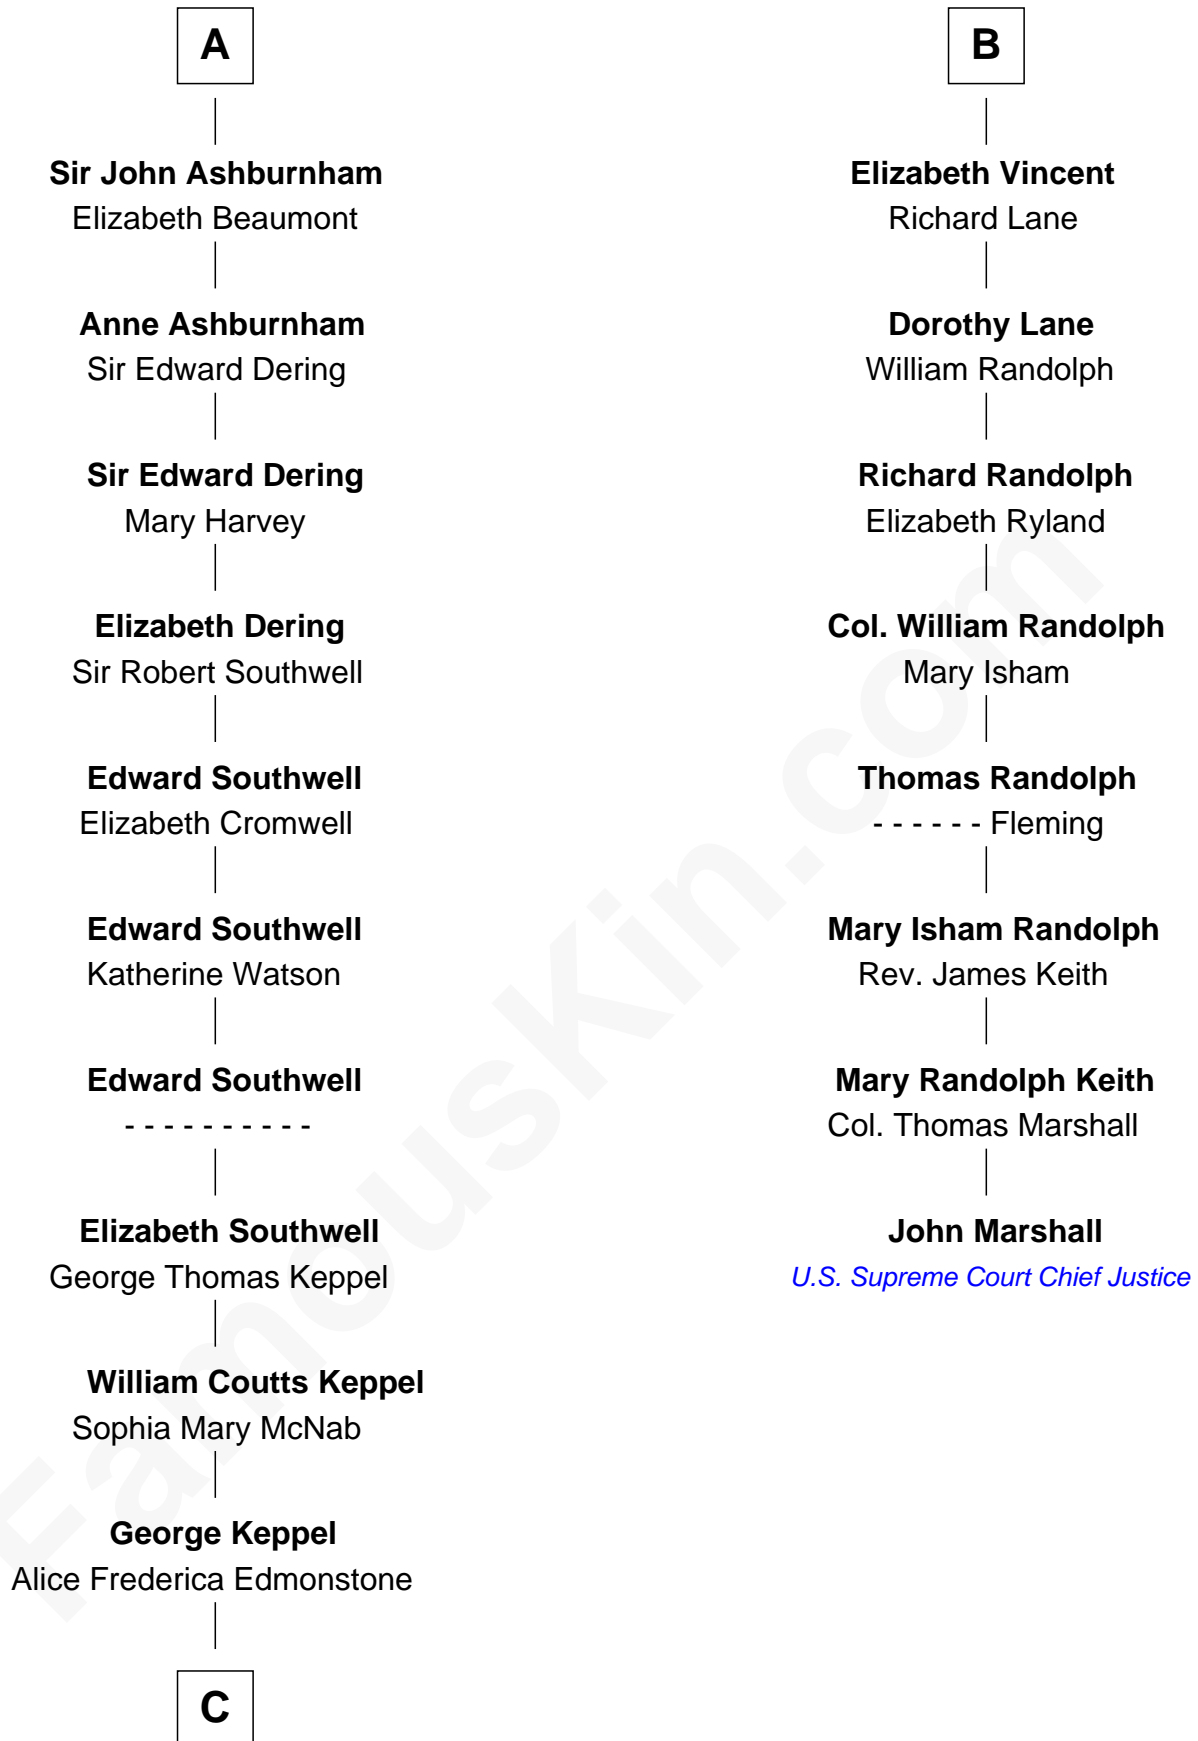 A
Sir John Ashburnham
Elizabeth Beaumont
Anne Ashburnham
Sir Edward Dering
Sir Edward Dering
Mary Harvey
Elizabeth Dering
Sir Robert Southwell
Edward Southwell
Elizabeth Cromwell
Edward Southwell
Katherine Watson
Edward Southwell
- - - - - - - - - -
Elizabeth Southwell
George Thomas Keppel
William Coutts Keppel
Sophia Mary McNab
George Keppel
Alice Frederica Edmonstone
C
B
Elizabeth Vincent
Richard Lane
Dorothy Lane
William Randolph
Richard Randolph
Elizabeth Ryland
Col. William Randolph
Mary Isham
Thomas Randolph
- - - - - - Fleming
Mary Isham Randolph
Rev. James Keith
Mary Randolph Keith
Col. Thomas Marshall
John Marshall
U.S. Supreme Court Chief Justice
FamousKin.com